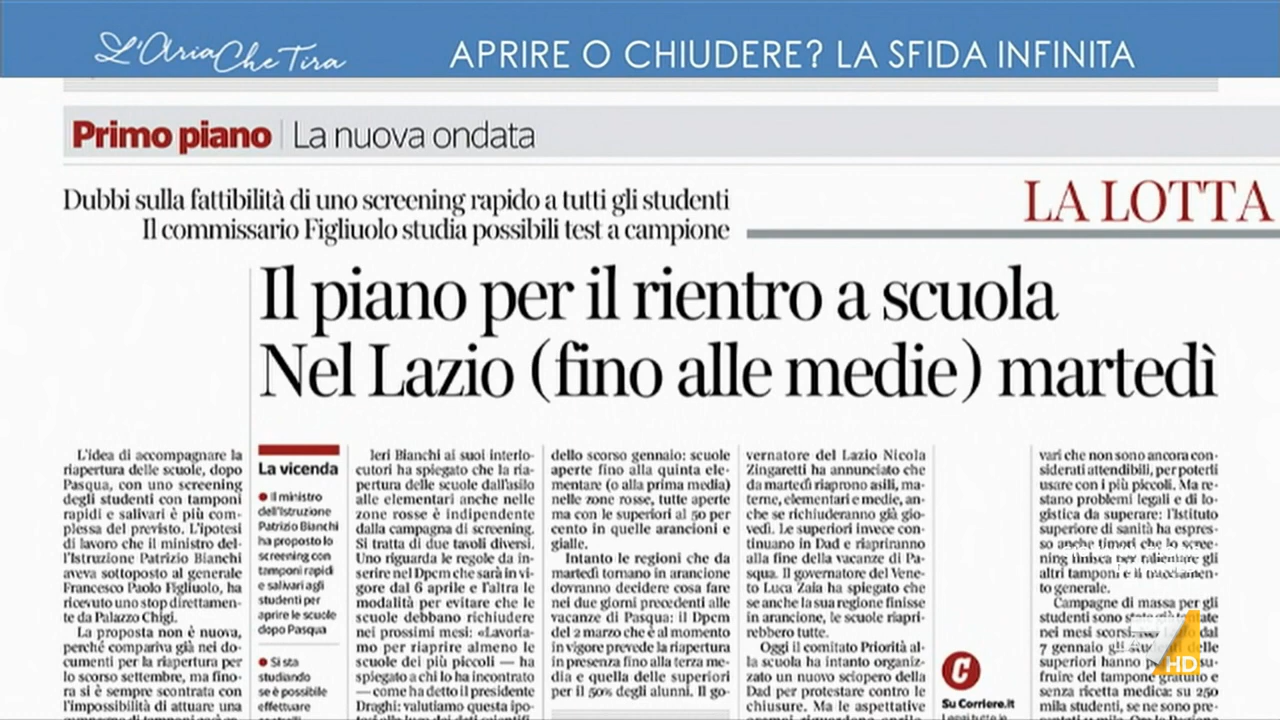 L'Aria Che Tira
APRIRE O CHIUDERE? LA SFIDA INFINITA
Primo piano | La nuova ondata
Dubbi sulla fattibilità di uno screening rapido a tutti gli studenti
Il commissario Figliuolo studia possibili test a campione
LA LOTTA
Il piano per il rientro a scuola
Nel Lazio (fino alle medie) martedì
L'idea di accompagnare la
riapertura delle scuole, dopo
Pasqua, con uno screening
degli studenti con tamponi
rapidi e salivari è più com-
plessa del previsto. L'ipotesi
di lavoro che il ministro del-
l'Istruzione Patrizio Bianchi
aveva sottoposto al generale
Francesco Paolo Figliuolo, ha
ricevuto uno stop direttamen-
te da Palazzo Chigi.
La proposta non è nuova,
perché compariva già nei do-
cumenti per la riapertura per
lo scorso settembre, ma fino-
ra si è sempre scontrata con
l'impossibilità di attuare una
La vicenda
● Il ministro
dell'Istruzione
Patrizio Bianchi
ha proposto lo
screening con
tamponi rapidi
e salivari agli
studenti per
aprire le scuole
dopo Pasqua
● Si sta
studiando
se è possibile
effettuare
Ieri Bianchi ai suoi interlo-
cutori ha spiegato che la ria-
pertura delle scuole dall'asilo
alle elementari anche nelle
zone rosse è indipendente
dalla campagna di screening.
Si tratta di due tavoli diversi.
Uno riguarda le regole da in-
serire nel Dpcm che sarà in vi-
gore dal 6 aprile e l'altra le
modalità per evitare che le
scuole debbano richiudere
nei prossimi mesi: «Lavoria-
mo per riaprire almeno le
scuole dei più piccoli — ha
spiegato a chi lo ha incontrato
— come ha detto il presidente
Draghi: valutiamo questa ipo-
dello scorso gennaio: scuole
aperte fino alla quinta ele-
mentare (o alla prima media)
nelle zone rosse, tutte aperte
ma con le superiori al 50 per
cento in quelle arancioni e
gialle.
Intanto le regioni che da
martedì tornano in arancione
dovranno decidere cosa fare
nei due giorni precedenti alle
vacanze di Pasqua: il Dpcm
del 2 marzo che è al momento
in vigore prevede la riapertura
in presenza fino alla terza me-
dia e quella delle superiori
per il 50% degli alunni. Il go-
vernatore del Lazio Nicola
Zingaretti ha annunciato che
da martedì riaprono asili, ma-
terne, elementari e medie, an-
che se richiuderanno già gio-
vedì. Le superiori invece con-
tinuano in Dad e riapriranno
alla fine della vacanze di Pa-
squa. Il governatore del Vene-
to Luca Zaia ha spiegato che
se anche la sua regione finisse
in arancione, le scuole riapri-
rebbero tutte.
Oggi il comitato Priorità al-
la scuola ha intanto organiz-
zato un nuovo sciopero della
Dad per protestare contro le
chiusure. Ma le aspettative
C
Su Corriere.it
vari che non sono ancora con-
siderati attendibili, per poterli
usare con i più piccoli. Ma re-
stano problemi legali e di lo-
gistica da superare: l'Istituto
superiore di sanità ha espres-
so anche timori che lo scree-
ning finisca per rallentare gli
altri tamponi e il tracciamen-
to generale.
Campagne di massa per gli
studenti sono
nei mesi dal
7 gennaio gli delle
superiori hanno
fruire del tampone gratuito e
senza ricetta medica: su 250
mila studenti, se ne sono pre-
7
HD